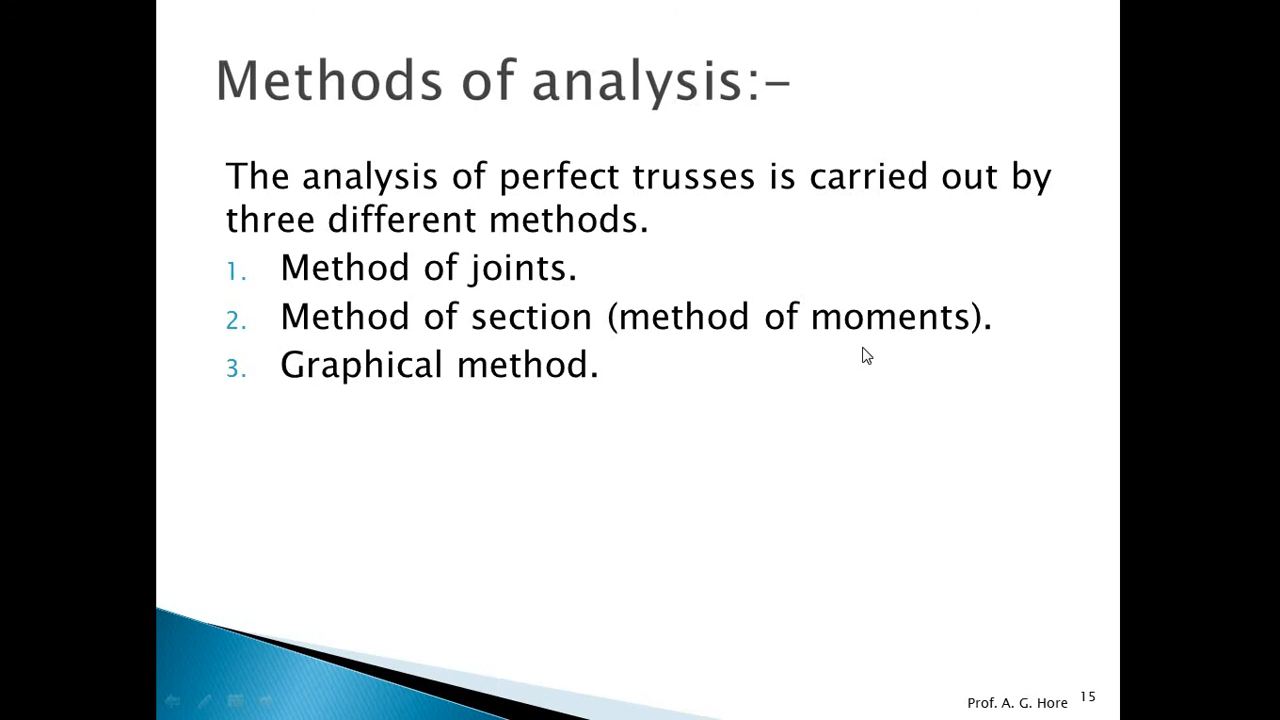 Methods of analysis:-
The analysis of perfect trusses is carried out by
three different methods.
1. Method of joints.
2. Method of section (method of moments).
3. Graphical method.
Prof. A. G. Hore 15